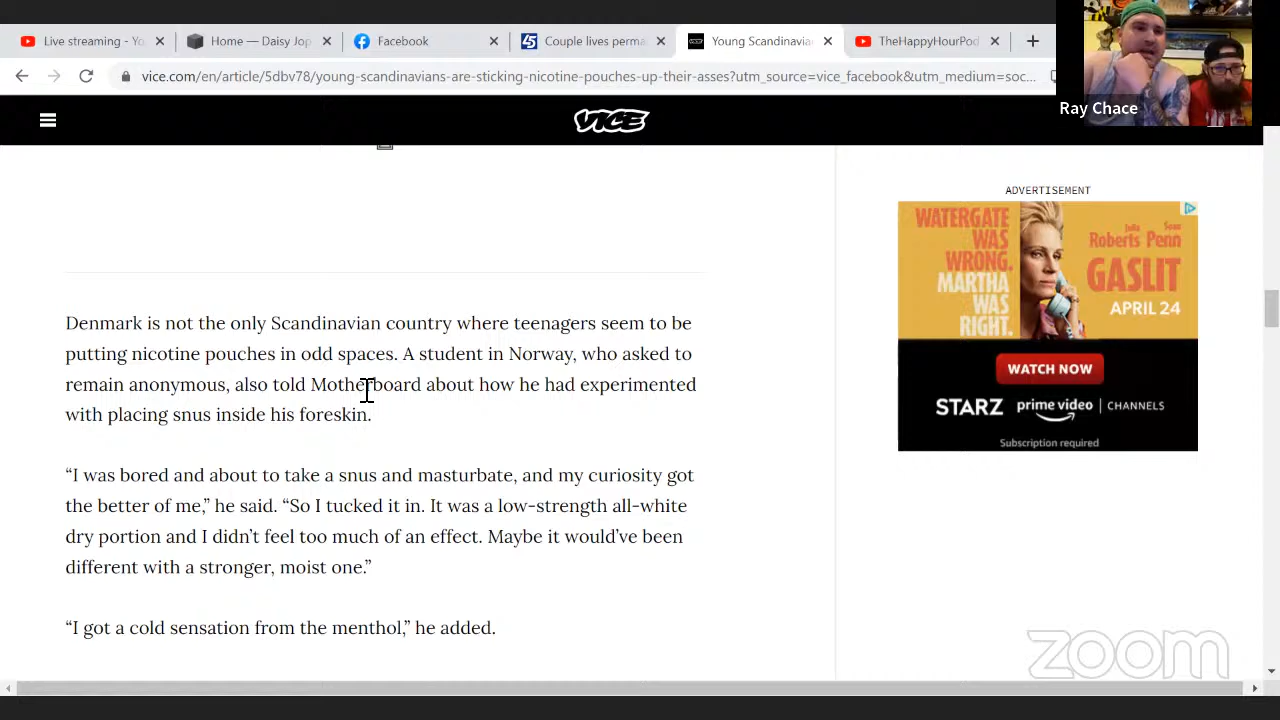 Live streaming - Y
Home — Daisy Jop
Facebook
Couple lives perma
Young Scandinavia
TheHappyHourPod
vice.com/en/article/5dbv78/young-scandinavians-are-sticking-nicotine-pouches-up-their-asses?utm_source=vice_facebook&utm_medium=soc...
Ray Chace
VICE
ADVERTISEMENT
WATERGATE
WAS
WRONG.
MARTHA
WAS
RIGHT.
Julia Sean
Roberts Penn
GASLIT
APRIL 24
WATCH NOW
STARZ prime video | CHANNELS
Subscription required
Denmark is not the only Scandinavian country where teenagers seem to be
putting nicotine pouches in odd spaces. A student in Norway, who asked to
remain anonymous, also told Motherboard about how he had experimented
with placing snus inside his foreskin.
“I was bored and about to take a snus and masturbate, and my curiosity got
the better of me,” he said. “So I tucked it in. It was a low-strength all-white
dry portion and I didn’t feel too much of an effect. Maybe it would’ve been
different with a stronger, moist one.”
“I got a cold sensation from the menthol,” he added.
zoom